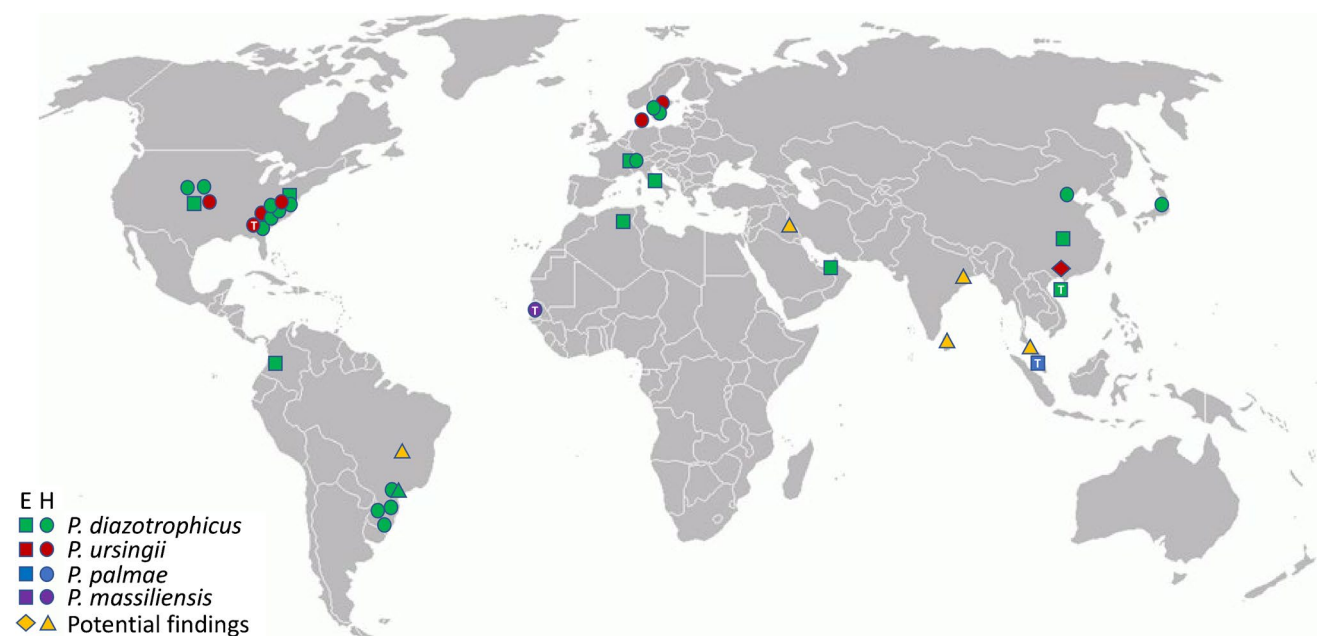 T
T
T
T
E H
P. diazotrophicus
P. ursingii
P. palmae
P. massiliensis
Potential findings